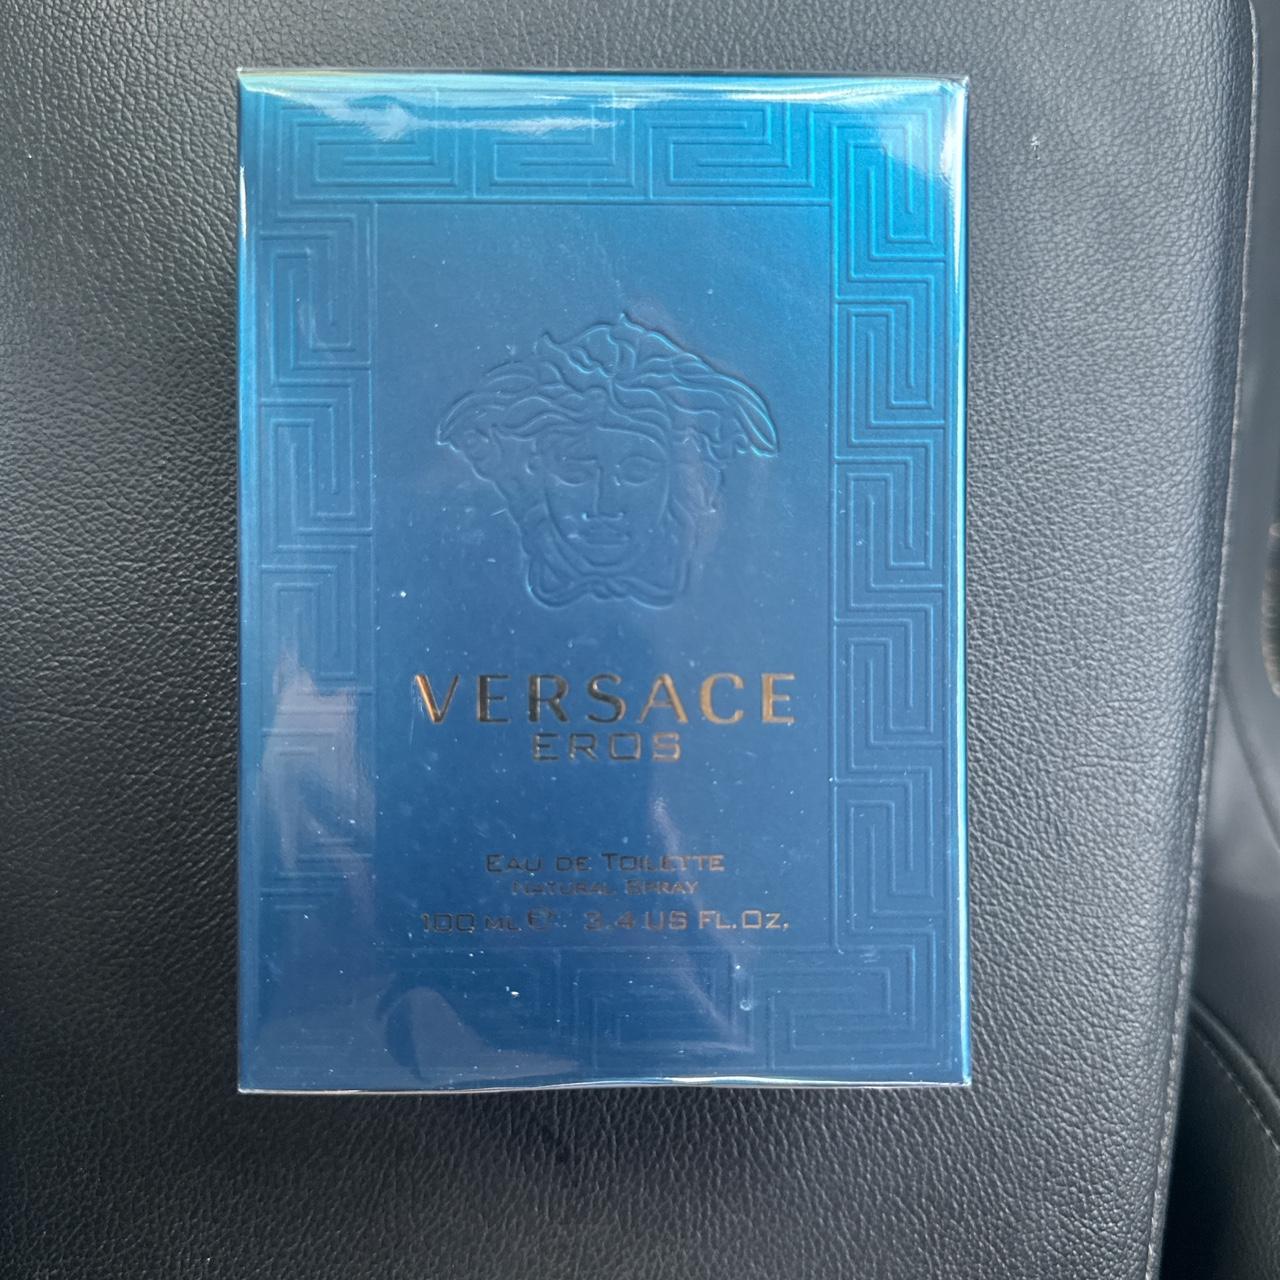 VERSACE
EROS
EAU DE TOILETTE
NATURAL SPRAY
100 ML ℮ 3.4 US FL.OZ.